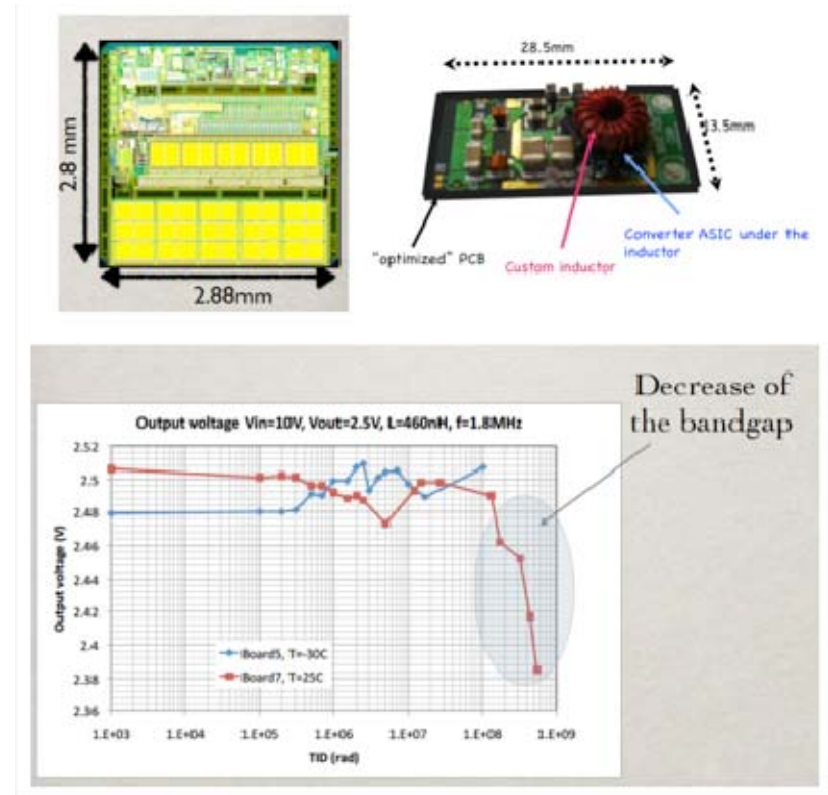 2.8 mm
2.88mm
28.5mm
13.5mm
"optimized" PCB
Custom inductor
Converter ASIC under the
inductor
Decrease of
the bandgap
Output voltage Vin=10V, Vout=2.5V, L=460nH, f=1.8MHz
Output voltage (V)
2.52
2.5
2.48
2.46
2.44
2.42
2.4
2.38
2.36
Board5, T=-30C
Board7, T=25C
1.E+03
1.E+04
1.E+05
1.E+06
1.E+07
1.E+08
1.E+09
TID (rad)